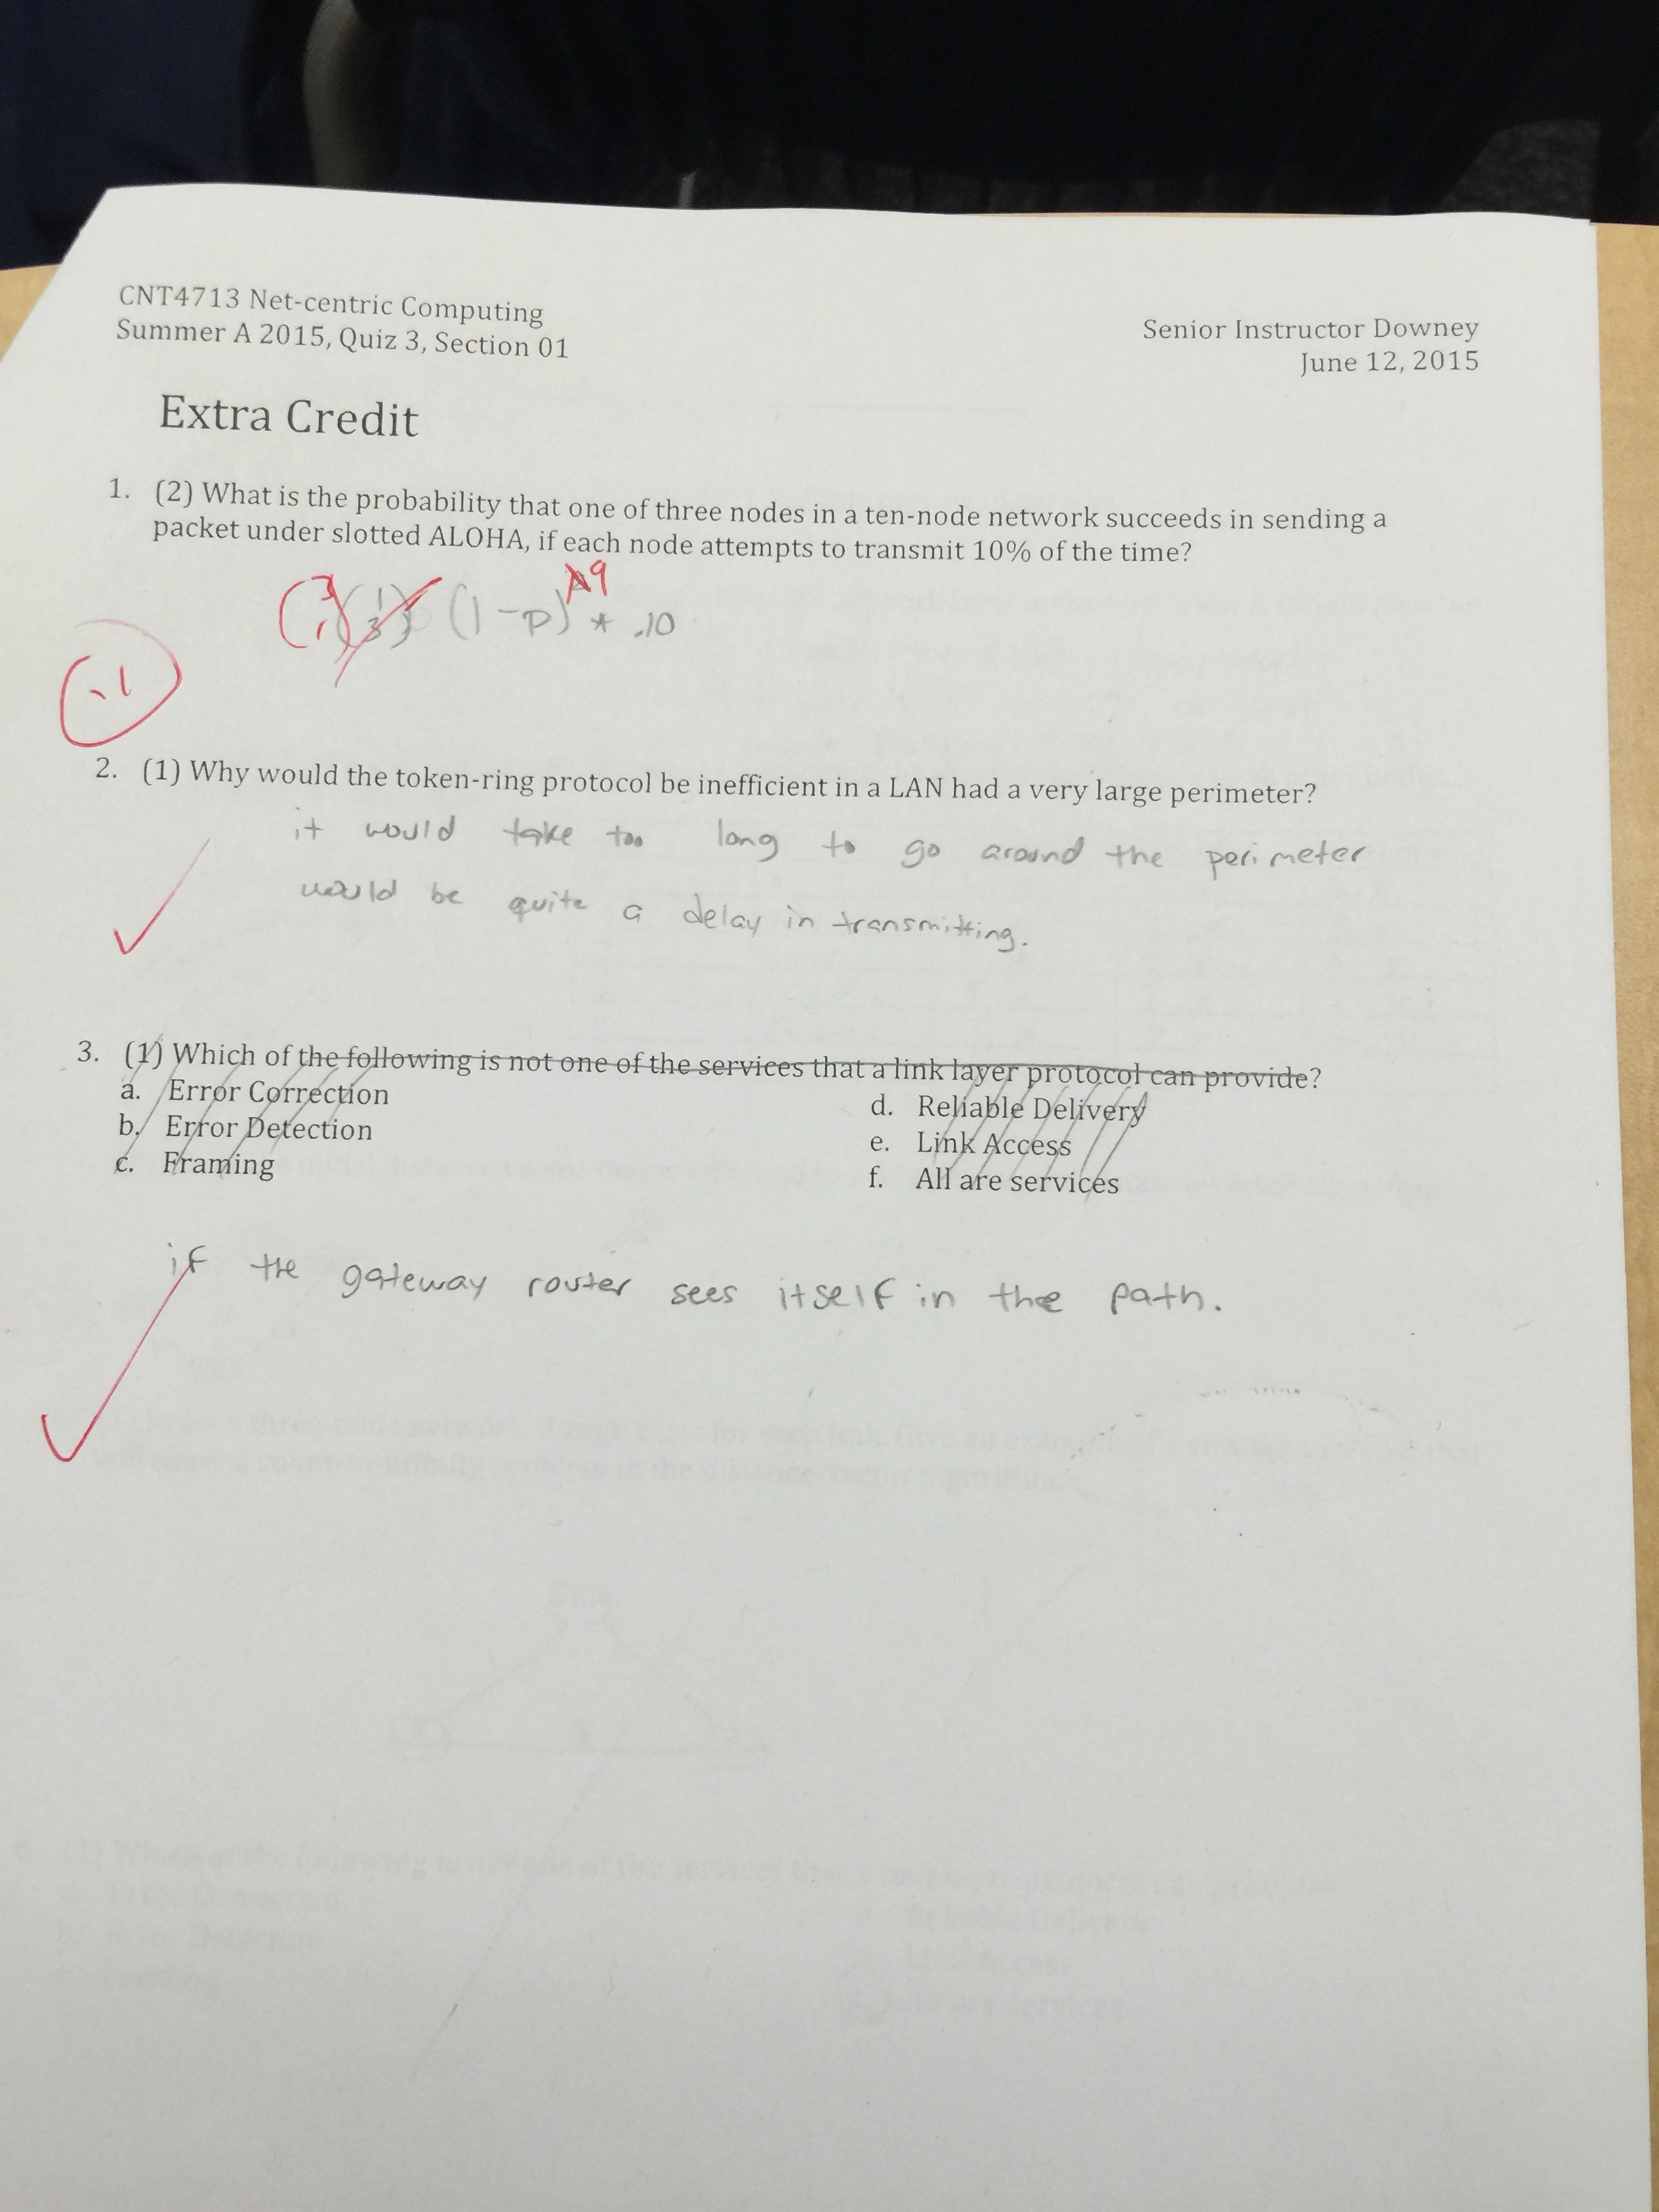 CNT4713 Net-centric Computing
Summer A 2015, Quiz 3, Section 01
Senior Instructor Downey
June 12, 2015
Extra Credit
1. (2) What is the probability that one of three nodes in a ten-node network succeeds in sending a
packet under slotted ALOHA, if each node attempts to transmit 10% of the time?
(3 1) (1 3) (1-p)^9 * .10
-1
2. (1) Why would the token-ring protocol be inefficient in a LAN had a very large perimeter?
it would take too long to go around the perimeter
would be quite a delay in transmitting.
3. (1) Which of the following is not one of the services that a link layer protocol can provide?
a. Error Correction
b. Error Detection
c. Framing
d. Reliable Delivery
e. Link Access
f. All are services
if the gateway router sees itself in the path.